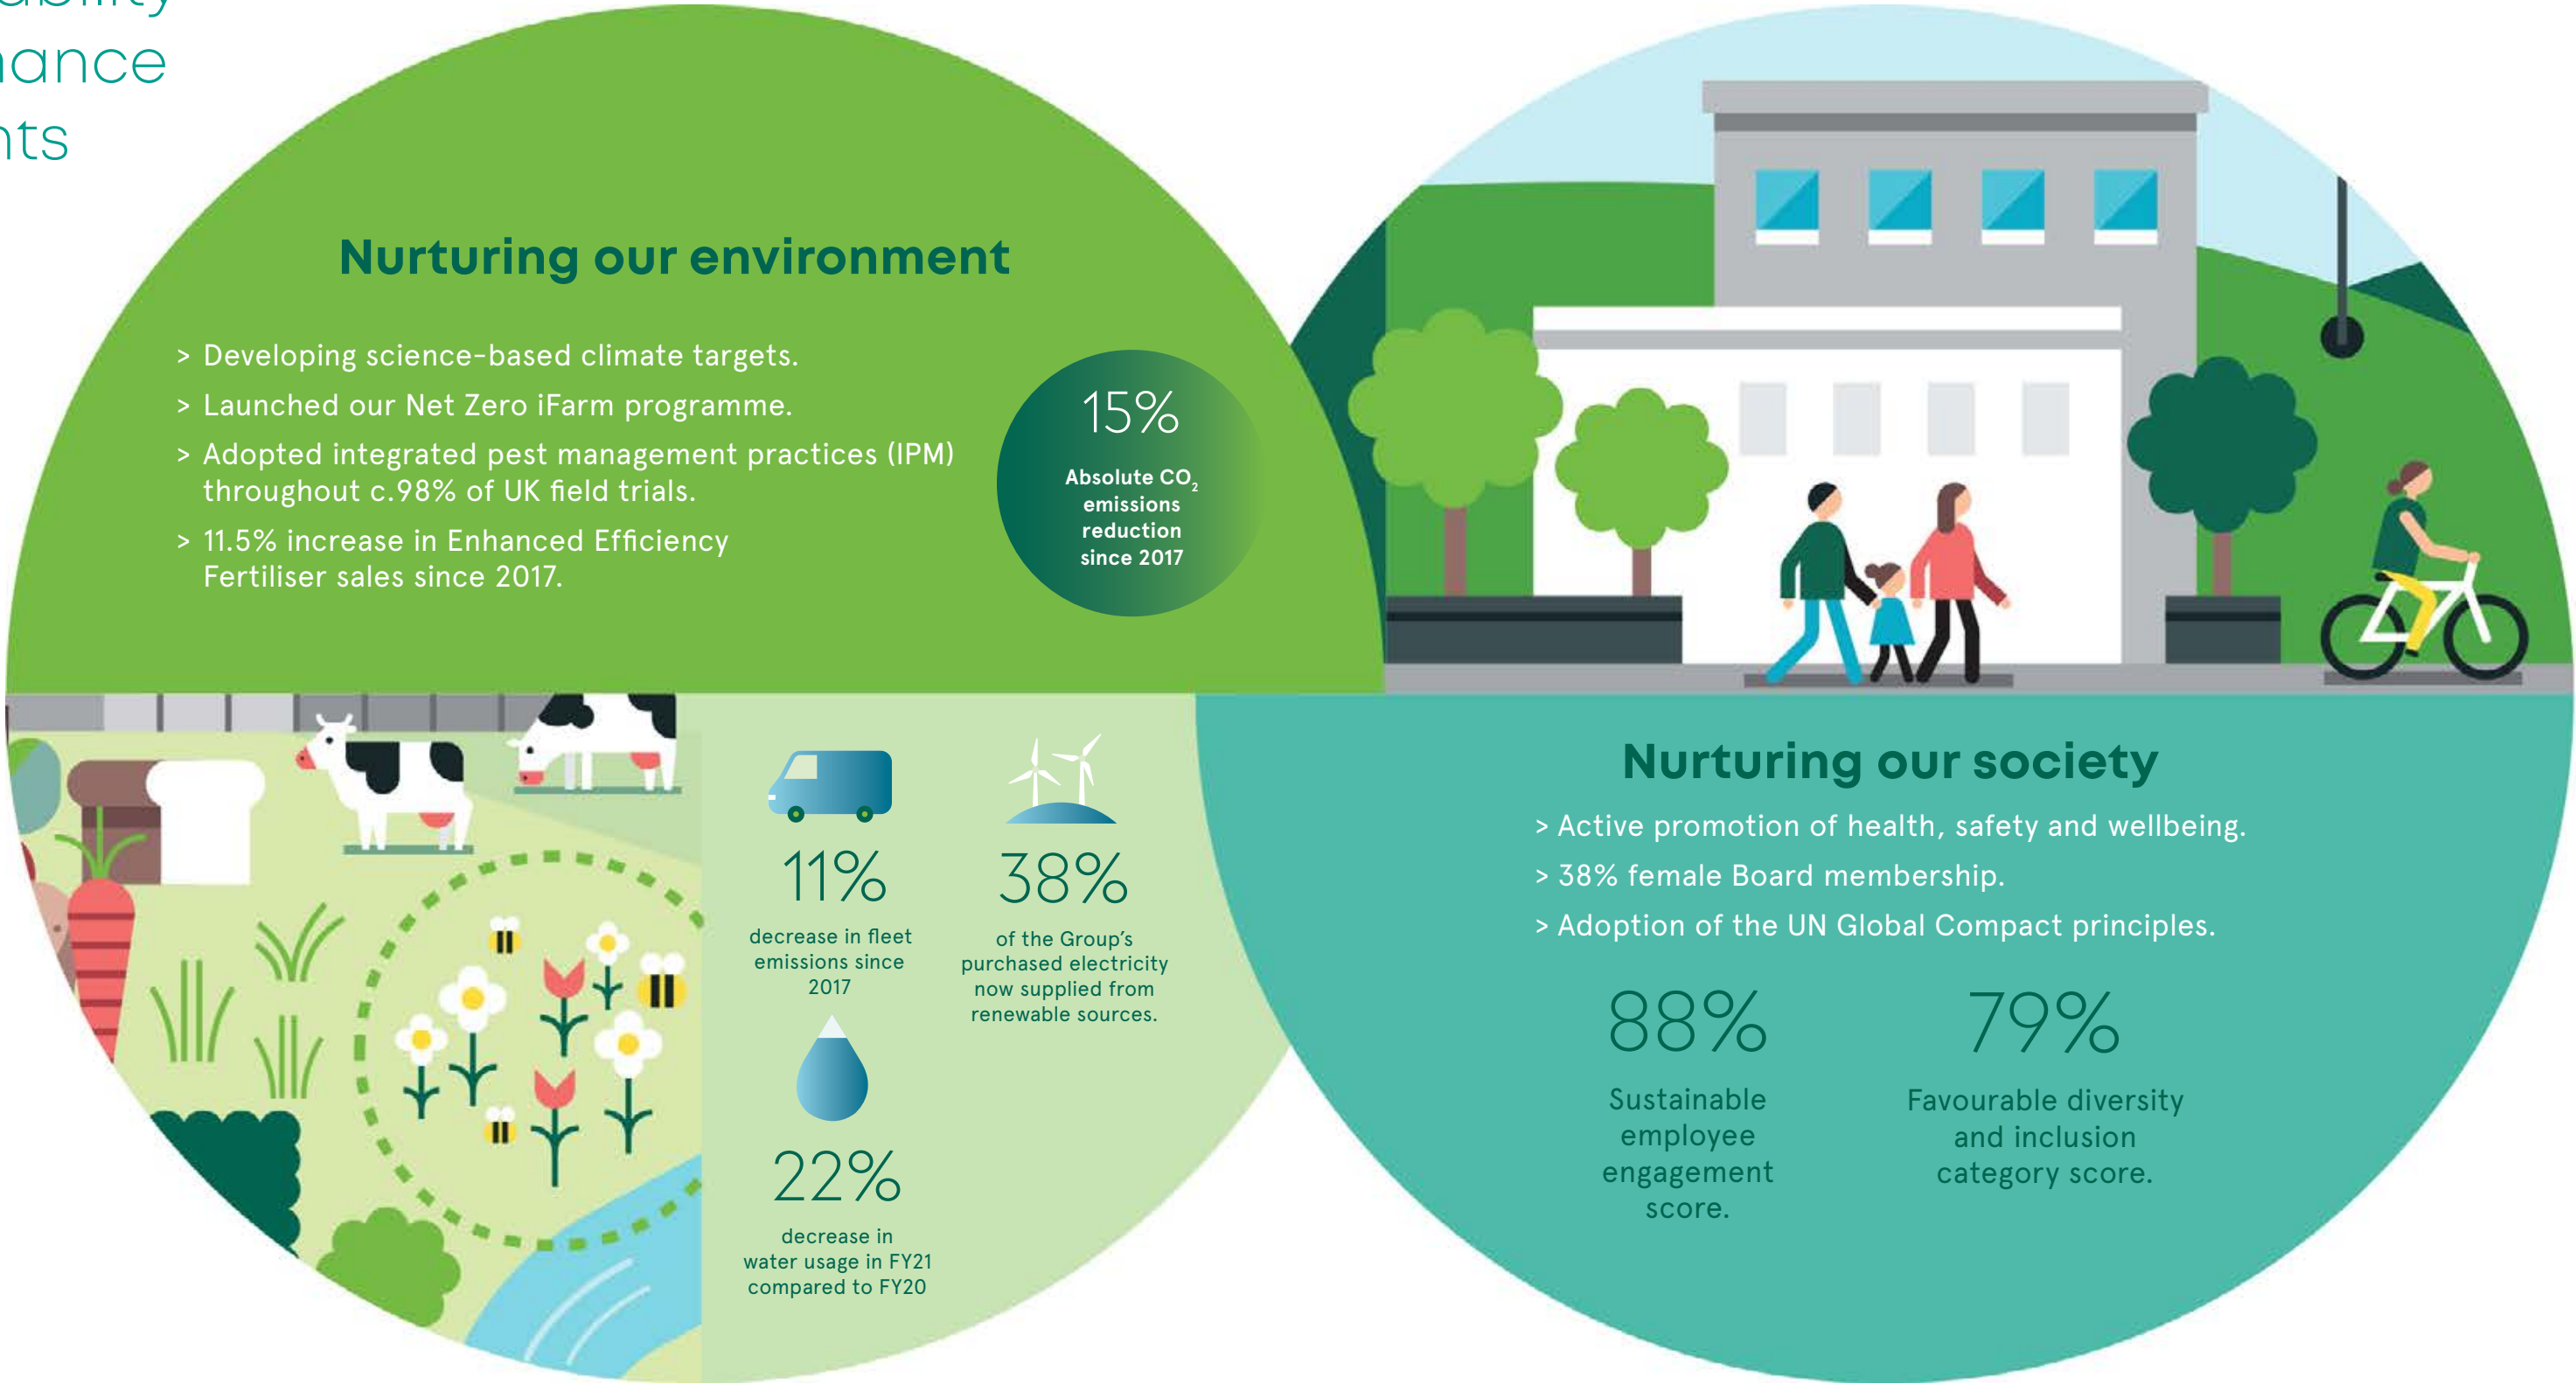 ability
nance
nts
Nurturing our environment
> Developing science-based climate targets.
> Launched our Net Zero iFarm programme.
> Adopted integrated pest management practices (IPM)
throughout c.98% of UK field trials.
> 11.5% increase in Enhanced Efficiency
Fertiliser sales since 2017.
15%
Absolute CO₂
emissions
reduction
since 2017
11%
decrease in fleet
emissions since
2017
38%
of the Group’s
purchased electricity
now supplied from
renewable sources.
22%
decrease in
water usage in FY21
compared to FY20
Nurturing our society
> Active promotion of health, safety and wellbeing.
> 38% female Board membership.
> Adoption of the UN Global Compact principles.
88%
Sustainable
employee
engagement
score.
79%
Favourable diversity
and inclusion
category score.